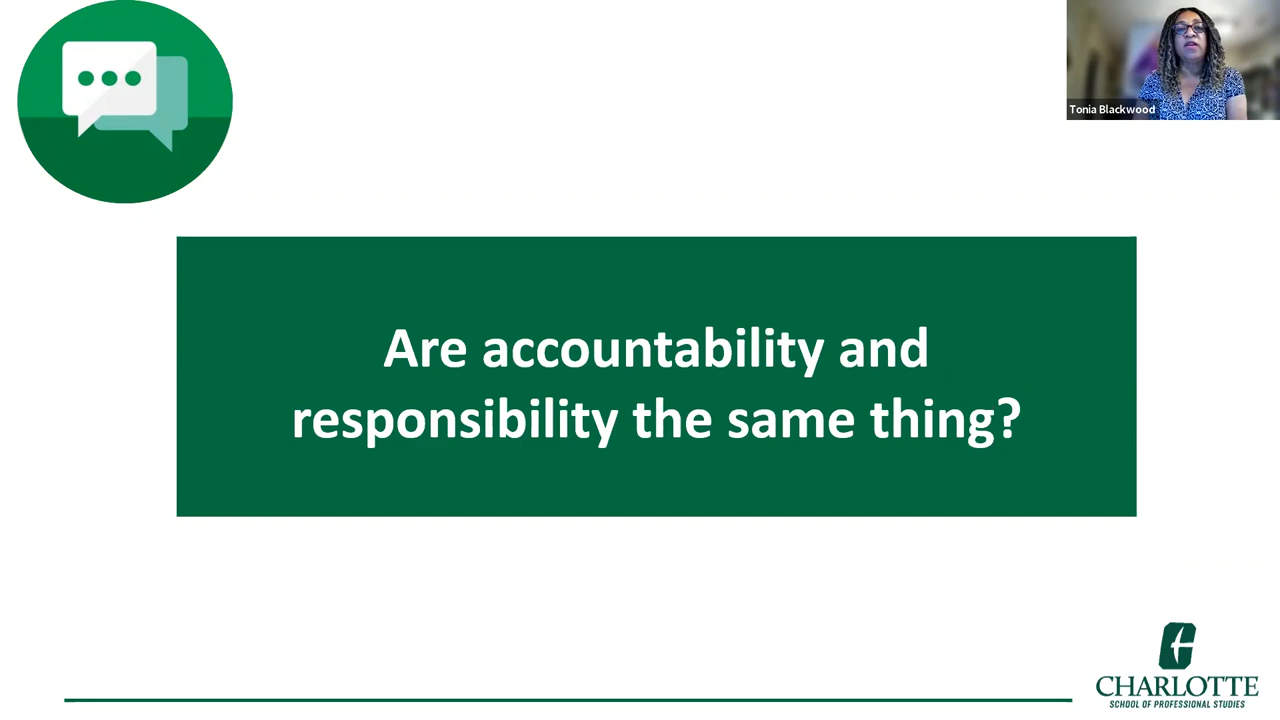 Tonia Blackwood
Are accountability and
responsibility the same thing?
CHARLOTTE
SCHOOL OF PROFESSIONAL STUDIES